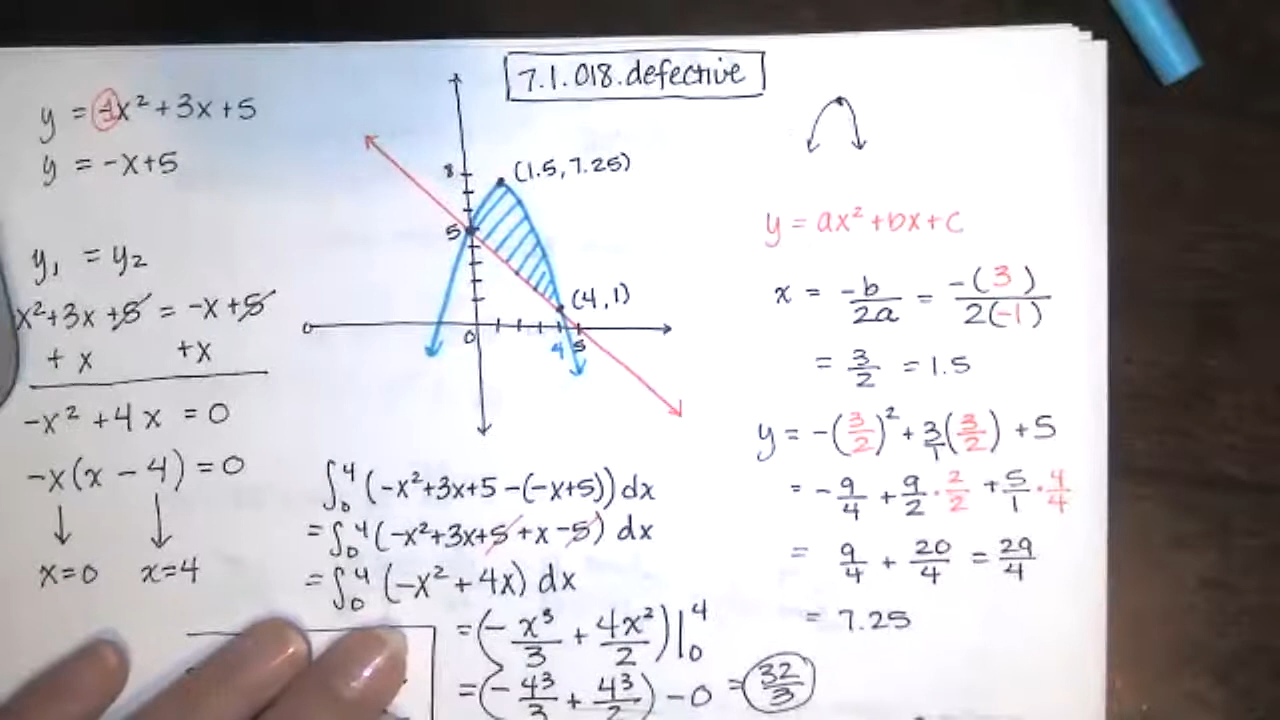 7.1.018.defective
y = -1x² + 3x + 5
y = -x+5
y₁ = y₂
x²+3x +5 = -x +5
+ x +x
-x² + 4x = 0
-x(x - 4) = 0
x=0 x=4
8
(1.5, 7.25)
5
(4, 1)
0
0
4 5
∫₀⁴ (-x²+3x+5 -(-x+5)) dx
= ∫₀⁴ (-x²+3x+5 +x -5) dx
= ∫₀⁴ (-x² + 4x) dx
= (- x³/3 + 4x²/2)|₀⁴
= (- 4³/3 + 4³/2) - 0 = 32/3
y = ax² + bx + c
x = -b/2a = -(3)/2(-1)
= 3/2 = 1.5
y = -(3/2)² + 3/1(3/2) + 5
= - 9/4 + 9/2 · 2/2 + 5/1 · 4/4
= 9/4 + 20/4 = 29/4
= 7.25